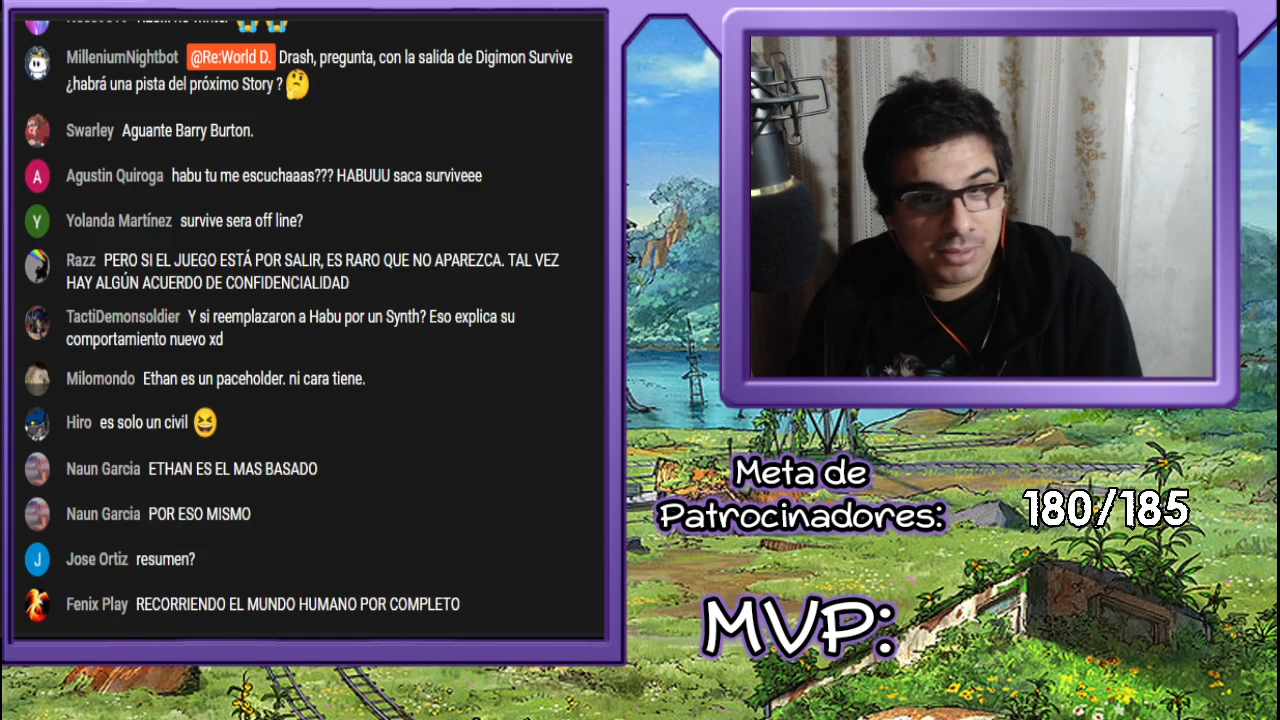 MilleniumNightbot @Re:World D. Drash, pregunta, con la salida de Digimon Survive
¿habrá una pista del próximo Story ? 🤔
Swarley Aguante Barry Burton.
Agustin Quiroga habu tu me escuchaaas??? HABUUU saca surviveee
Yolanda Martínez survive sera off line?
Razz PERO SI EL JUEGO ESTÁ POR SALIR, ES RARO QUE NO APAREZCA. TAL VEZ
HAY ALGÚN ACUERDO DE CONFIDENCIALIDAD
TactiDemonsoldier Y si reemplazaron a Habu por un Synth? Eso explica su
comportamiento nuevo xd
Milomondo Ethan es un paceholder. ni cara tiene.
Hiro es solo un civil 😆
Naun Garcia ETHAN ES EL MAS BASADO
Naun Garcia POR ESO MISMO
Jose Ortiz resumen?
Fenix Play RECORRIENDO EL MUNDO HUMANO POR COMPLETO
Meta de
Patrocinadores:
180/185
MVP: